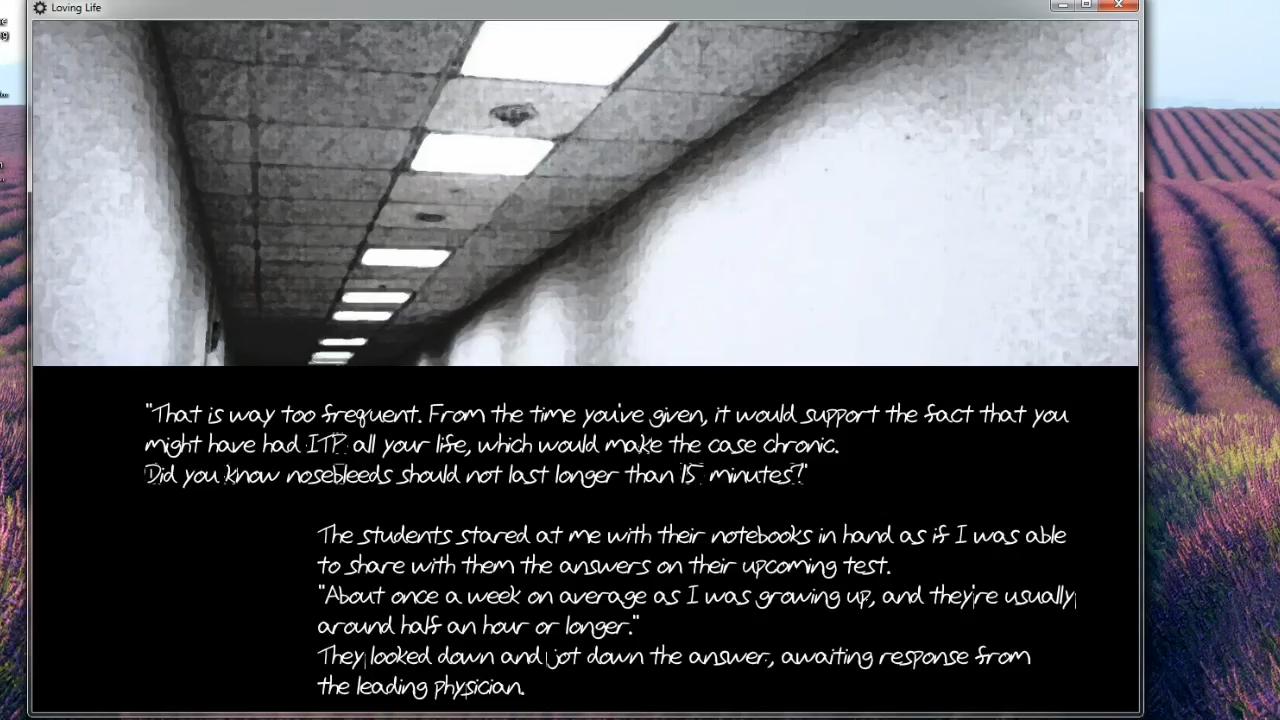 Loving Life
"That is way too frequent. From the time you've given, it would support the fact that you
might have had ITP all your life, which would make the case chronic.
Did you know nosebleeds should not last longer than 15 minutes?"
The students stared at me with their notebooks in hand as if I was able
to share with them the answers on their upcoming test.
"About once a week on average as I was growing up, and they're usually
around half an hour or longer."
They looked down and jot down the answer, awaiting response from
the leading physician.